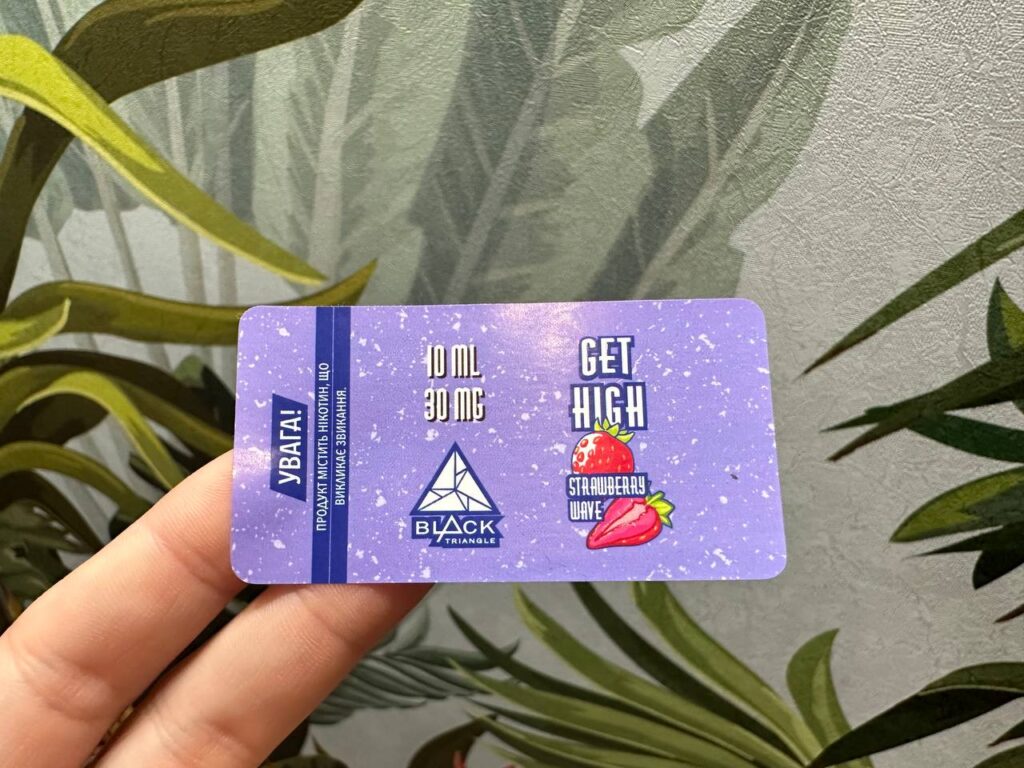 УВАГА!
ПРОДУКТ МІСТИТЬ НІКОТИН, ЩО
ВИКЛИКАЄ ЗВИКАННЯ.
10 ML
30 MG
BLACK
TRIANGLE
GET
HIGH
STRAWBERRY
WAVE